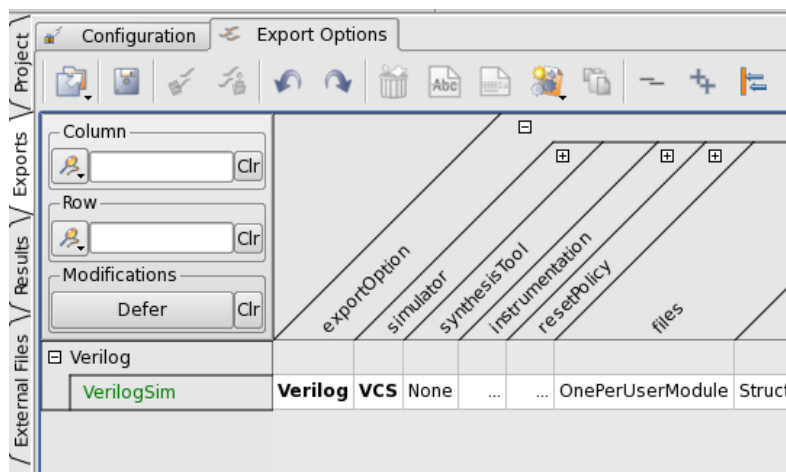 Project
Exports
Results
External Files
Configuration
Export Options
Abc
Column
Clr
Row
Clr
Modifications
Defer
Clr
exportOption
simulator
synthesisTool
instrumentation
resetPolicy
files
Verilog
VerilogSim
Verilog VCS None ... ... OnePerUserModule Struct